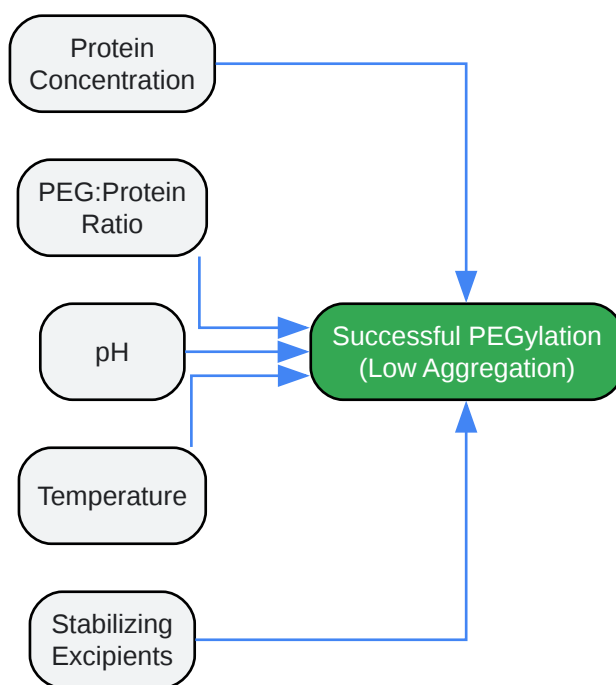 Protein
Concentration
PEG:Protein
Ratio
pH
Successful PEGylation
(Low Aggregation)
Temperature
Stabilizing
Excipients